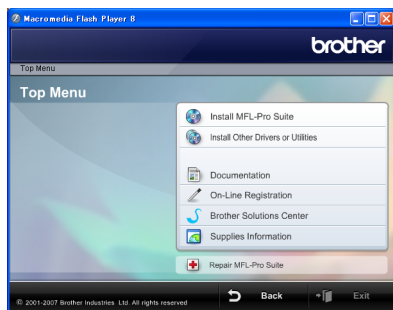 Macromedia Flash Player 8
brother
Top Menu
Top Menu
Install MFL-Pro Suite
Install Other Drivers or Utilities
Documentation
On-Line Registration
Brother Solutions Center
Supplies Information
Repair MFL-Pro Suite
© 2001-2007 Brother Industries Ltd. All rights reserved
Back
Exit